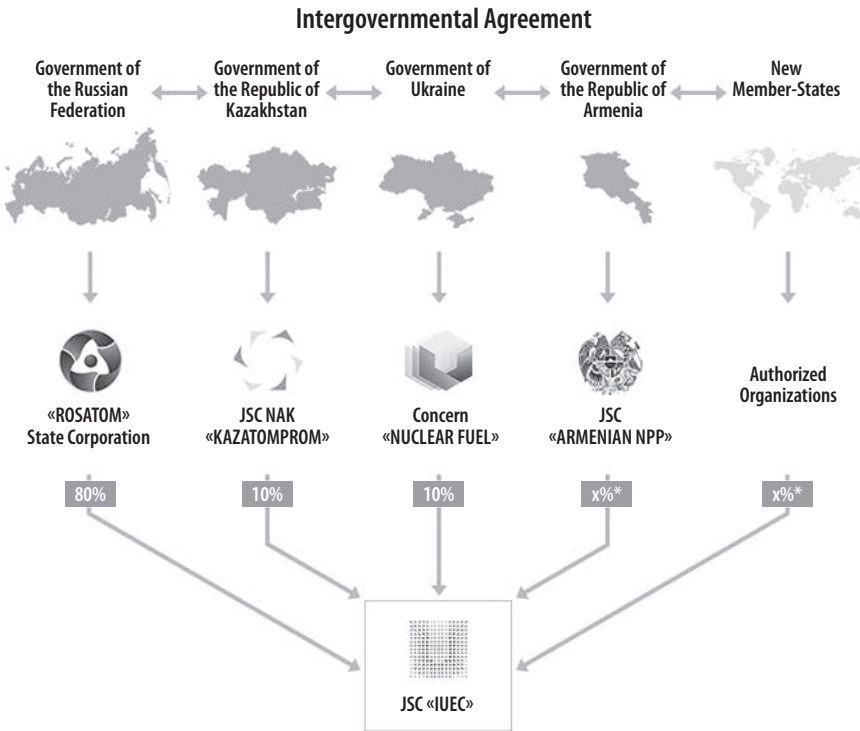 Intergovernmental Agreement
Government of
the Russian
Federation
Government of
the Republic of
Kazakhstan
Government of
Ukraine
Government of
the Republic of
Armenia
New
Member-States
«ROSATOM»
State Corporation
JSC NAK
«KAZATOMPROM»
Concern
«NUCLEAR FUEL»
JSC
«ARMENIAN NPP»
Authorized
Organizations
80%
10%
10%
x%*
x%*
JSC «IUEC»